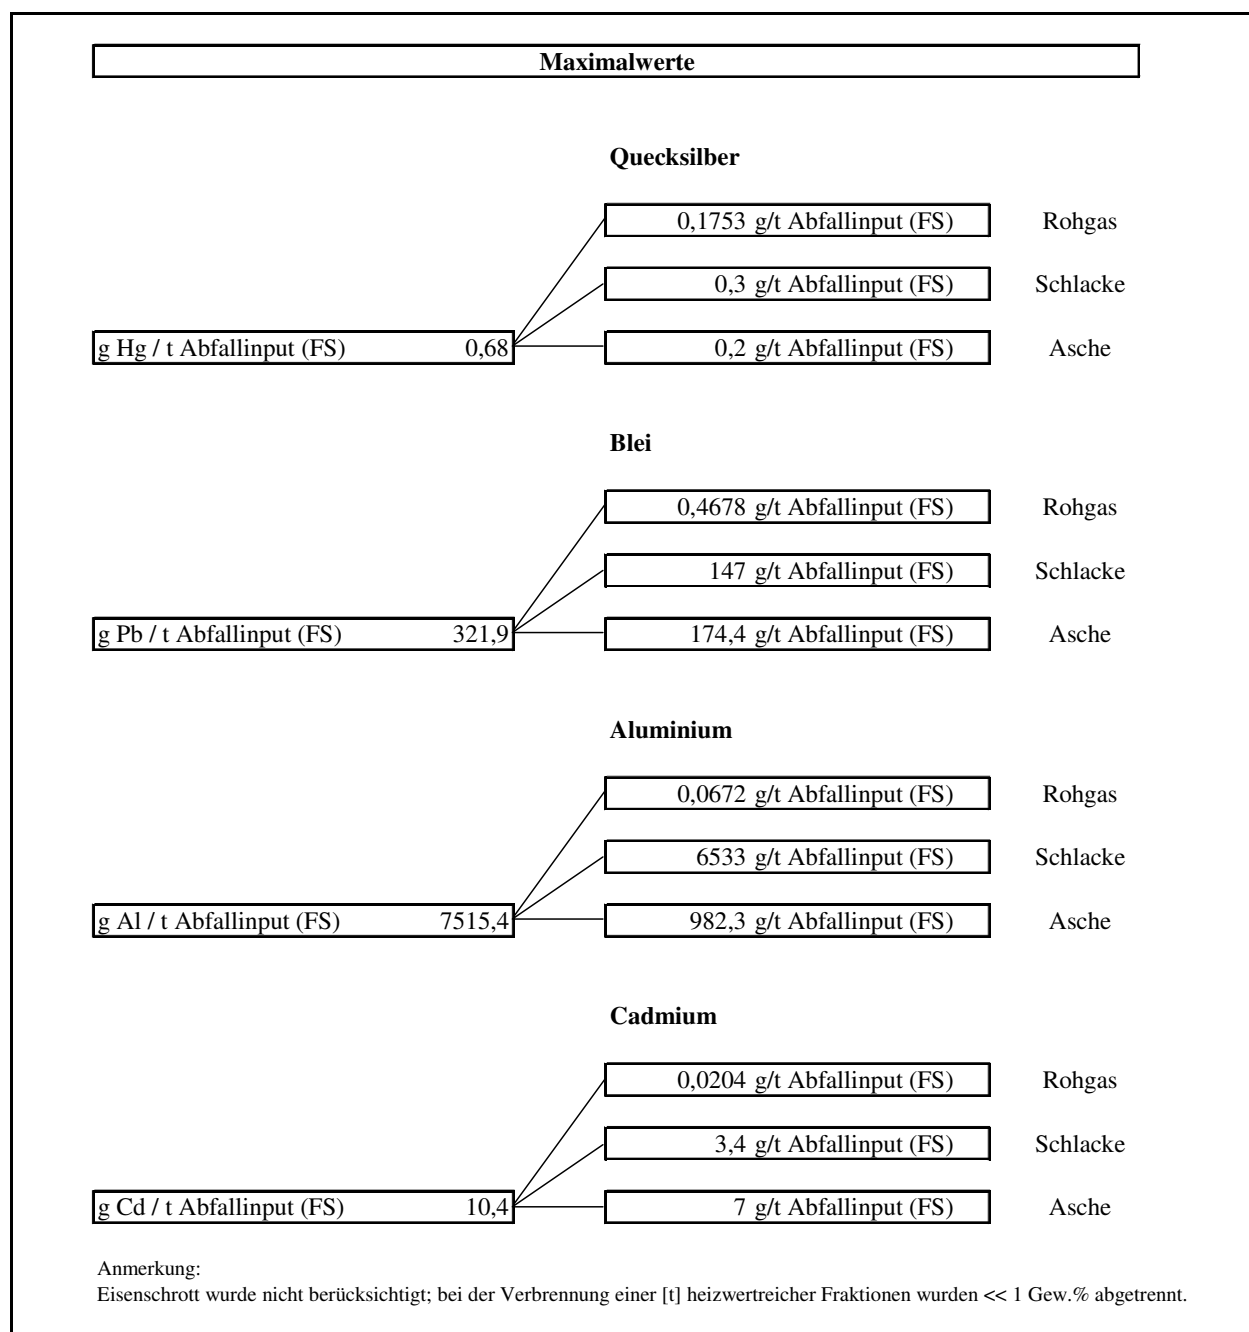 Maximalwerte
Quecksilber
0,1753 g/t Abfallinput (FS) Rohgas
0,3 g/t Abfallinput (FS) Schlacke
g Hg / t Abfallinput (FS) 0,68 0,2 g/t Abfallinput (FS) Asche
Blei
0,4678 g/t Abfallinput (FS) Rohgas
147 g/t Abfallinput (FS) Schlacke
g Pb / t Abfallinput (FS) 321,9 174,4 g/t Abfallinput (FS) Asche
Aluminium
0,0672 g/t Abfallinput (FS) Rohgas
6533 g/t Abfallinput (FS) Schlacke
g Al / t Abfallinput (FS) 7515,4 982,3 g/t Abfallinput (FS) Asche
Cadmium
0,0204 g/t Abfallinput (FS) Rohgas
3,4 g/t Abfallinput (FS) Schlacke
g Cd / t Abfallinput (FS) 10,4 7 g/t Abfallinput (FS) Asche
Anmerkung:
Eisenschrott wurde nicht berücksichtigt; bei der Verbrennung einer [t] heizwertreicher Fraktionen wurden << 1 Gew.% abgetrennt.